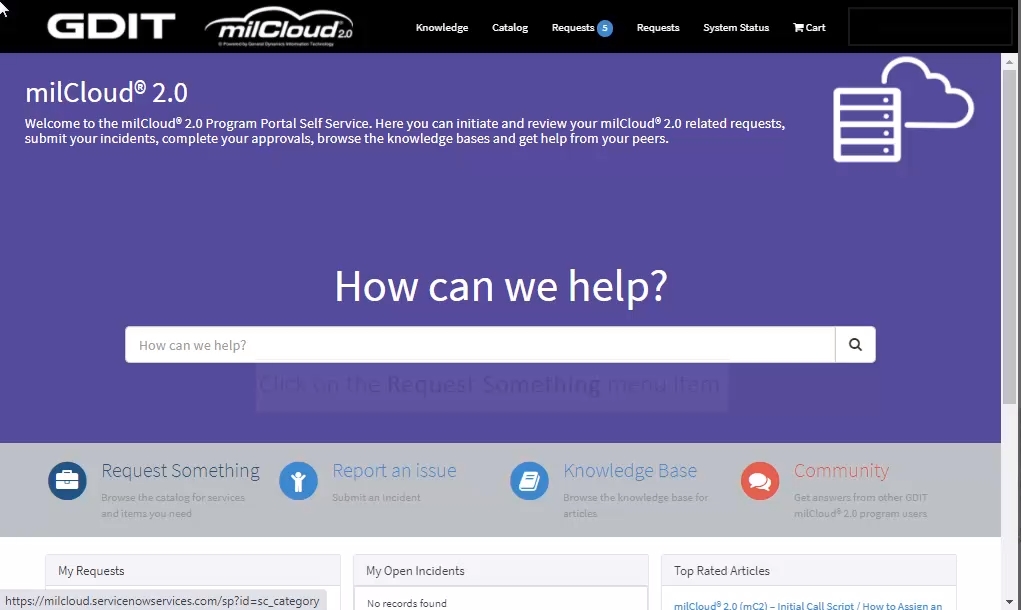 GDIT
milCloud 2.0
® Powered by General Dynamics Information Technology
Knowledge
Catalog
Requests 5
Requests
System Status
Cart
milCloud® 2.0
Welcome to the milCloud® 2.0 Program Portal Self Service. Here you can initiate and review your milCloud® 2.0 related requests,
submit your incidents, complete your approvals, browse the knowledge bases and get help from your peers.
How can we help?
How can we help?
Click on the Request Something menu item
Request Something
Browse the catalog for services
and items you need
Report an issue
Submit an Incident
Knowledge Base
Browse the knowledge base for
articles
Community
Get answers from other GDIT
milCloud® 2.0 program users
My Requests
My Open Incidents
No records found
Top Rated Articles
milCloud® 2.0 (mC2) – Initial Call Script / How to Assign an
https://milcloud.servicenowservices.com/sp?id=sc_category